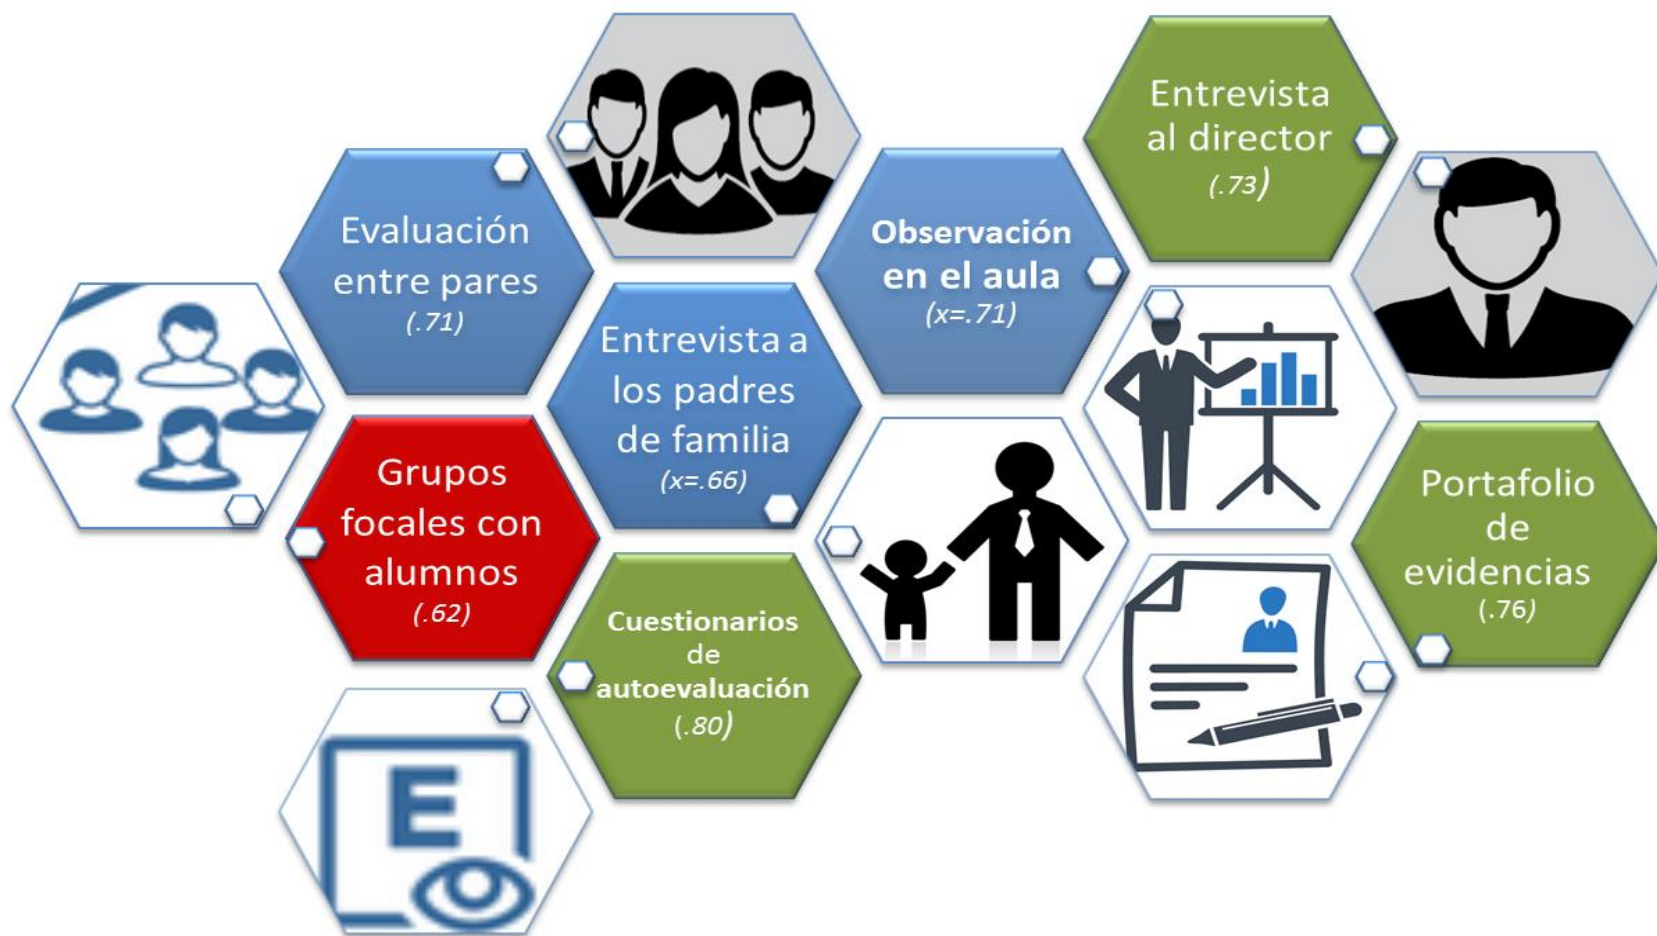 Entrevista
al director
(.73)
Evaluación
entre pares
(.71)
Observación
en el aula
(x=.71)
Entrevista a
los padres
de familia
(x=.66)
Grupos
focales con
alumnos
(.62)
Portafolio
de
evidencias
(.76)
Cuestionarios
de
autoevaluación
(.80)
E